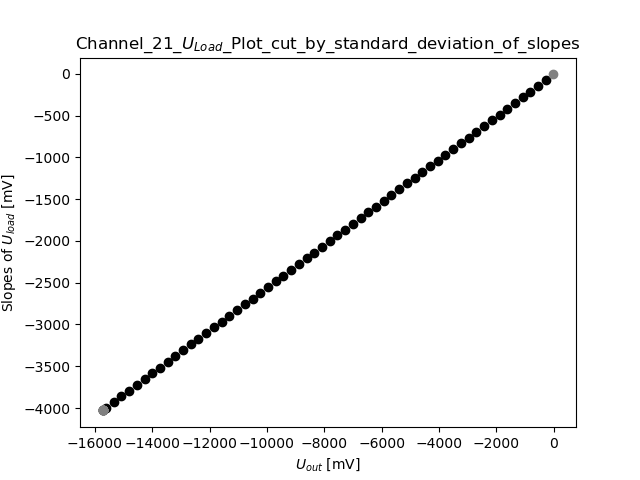 Channel_21_U_Load_Plot_cut_by_standard_deviation_of_slopes
0
−500
−1000
−1500
−2000
−2500
−3000
−3500
−4000
Slopes of U_load [mV]
−16000 −14000 −12000 −10000 −8000 −6000 −4000 −2000 0
U_out [mV]